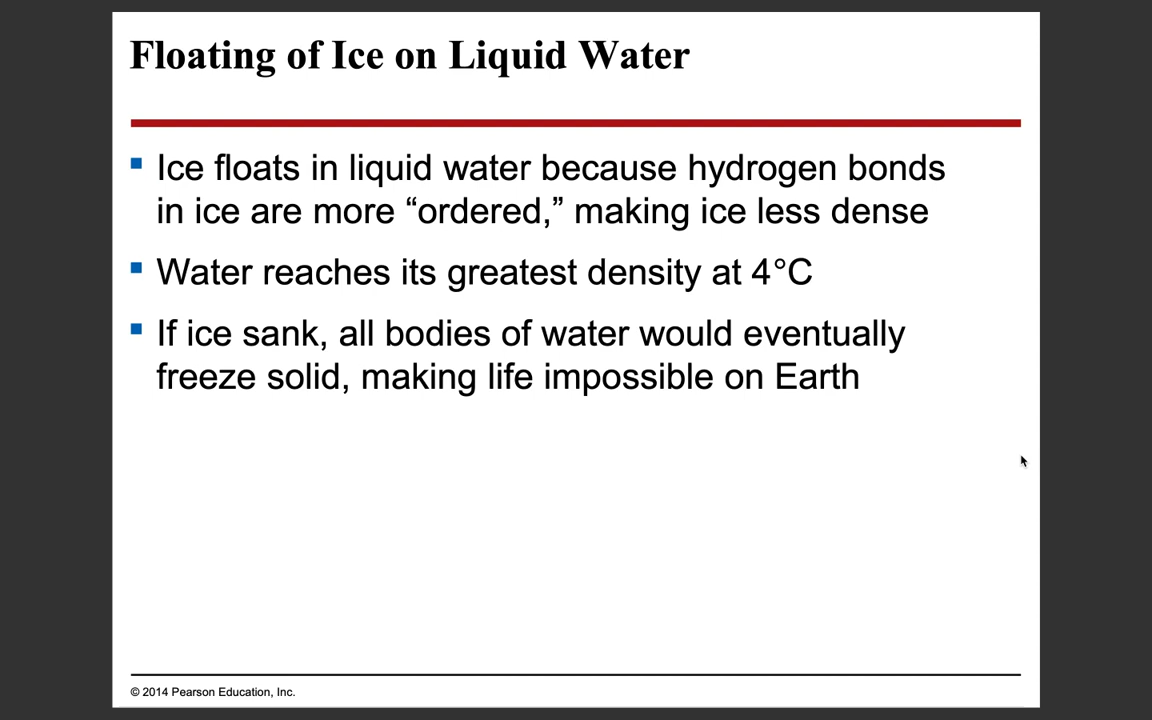 Floating of Ice on Liquid Water
Ice floats in liquid water because hydrogen bonds
in ice are more “ordered,” making ice less dense
Water reaches its greatest density at 4°C
If ice sank, all bodies of water would eventually
freeze solid, making life impossible on Earth
© 2014 Pearson Education, Inc.